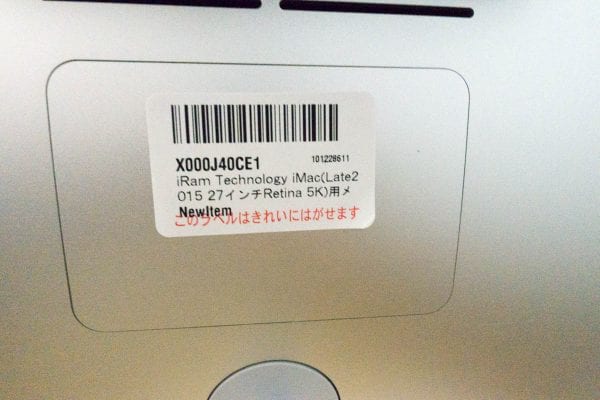 X000J40CE1 101228611
iRam Technology iMac(Late2
015 27インチRetina 5K)用メ
NewItem
このラベルはきれいにはがせます